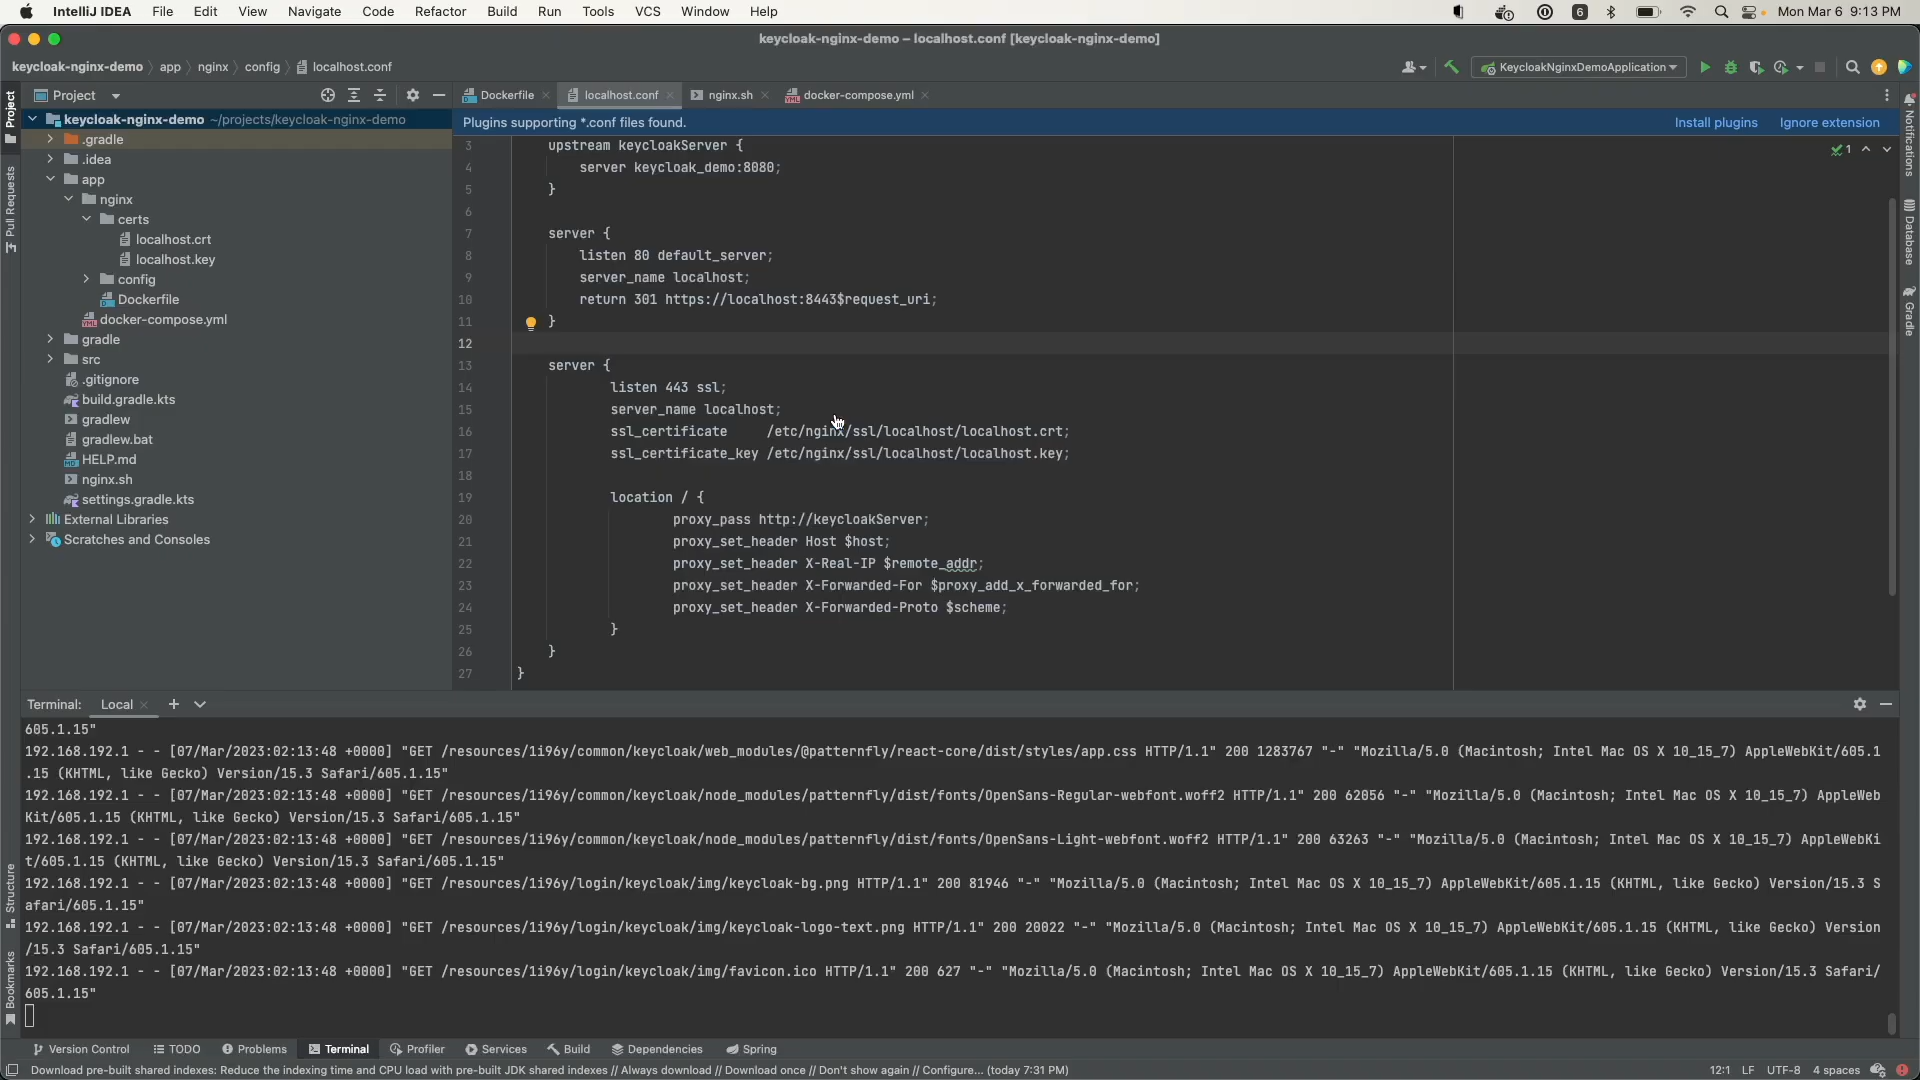 IntelliJ IDEA File Edit View Navigate Code Refactor Build Run Tools VCS Window Help 6 Mon Mar 6 9:13 PM
keycloak-nginx-demo – localhost.conf [keycloak-nginx-demo]
keycloak-nginx-demo app nginx config localhost.conf KeycloakNginxDemoApplication
Project Dockerfile localhost.conf nginx.sh docker-compose.yml
Plugins supporting *.conf files found. Install plugins Ignore extension
Project
Pull Requests
Structure
Bookmarks
keycloak-nginx-demo ~/projects/keycloak-nginx-demo
.gradle
.idea
app
nginx
certs
localhost.crt
localhost.key
config
Dockerfile
docker-compose.yml
gradle
src
.gitignore
build.gradle.kts
gradlew
gradlew.bat
HELP.md
nginx.sh
settings.gradle.kts
External Libraries
Scratches and Consoles
3 upstream keycloakServer {
4 server keycloak_demo:8080;
5 }
6
7 server {
8 listen 80 default_server;
9 server_name localhost;
10 return 301 https://localhost:8443$request_uri;
11 }
12
13 server {
14 listen 443 ssl;
15 server_name localhost;
16 ssl_certificate /etc/nginx/ssl/localhost/localhost.crt;
17 ssl_certificate_key /etc/nginx/ssl/localhost/localhost.key;
18
19 location / {
20 proxy_pass http://keycloakServer;
21 proxy_set_header Host $host;
22 proxy_set_header X-Real-IP $remote_addr;
23 proxy_set_header X-Forwarded-For $proxy_add_x_forwarded_for;
24 proxy_set_header X-Forwarded-Proto $scheme;
25 }
26 }
27 }
1
Notifications
Database
Gradle
Terminal: Local
605.1.15"
192.168.192.1 - - [07/Mar/2023:02:13:48 +0000] "GET /resources/1i96y/common/keycloak/web_modules/@patternfly/react-core/dist/styles/app.css HTTP/1.1" 200 1283767 "-" "Mozilla/5.0 (Macintosh; Intel Mac OS X 10_15_7) AppleWebKit/605.1
.15 (KHTML, like Gecko) Version/15.3 Safari/605.1.15"
192.168.192.1 - - [07/Mar/2023:02:13:48 +0000] "GET /resources/1i96y/common/keycloak/node_modules/patternfly/dist/fonts/OpenSans-Regular-webfont.woff2 HTTP/1.1" 200 62056 "-" "Mozilla/5.0 (Macintosh; Intel Mac OS X 10_15_7) AppleWeb
Kit/605.1.15 (KHTML, like Gecko) Version/15.3 Safari/605.1.15"
192.168.192.1 - - [07/Mar/2023:02:13:48 +0000] "GET /resources/1i96y/common/keycloak/node_modules/patternfly/dist/fonts/OpenSans-Light-webfont.woff2 HTTP/1.1" 200 63263 "-" "Mozilla/5.0 (Macintosh; Intel Mac OS X 10_15_7) AppleWebKi
t/605.1.15 (KHTML, like Gecko) Version/15.3 Safari/605.1.15"
192.168.192.1 - - [07/Mar/2023:02:13:48 +0000] "GET /resources/1i96y/login/keycloak/img/keycloak-bg.png HTTP/1.1" 200 81946 "-" "Mozilla/5.0 (Macintosh; Intel Mac OS X 10_15_7) AppleWebKit/605.1.15 (KHTML, like Gecko) Version/15.3 S
afari/605.1.15"
192.168.192.1 - - [07/Mar/2023:02:13:48 +0000] "GET /resources/1i96y/login/keycloak/img/keycloak-logo-text.png HTTP/1.1" 200 20022 "-" "Mozilla/5.0 (Macintosh; Intel Mac OS X 10_15_7) AppleWebKit/605.1.15 (KHTML, like Gecko) Version
/15.3 Safari/605.1.15"
192.168.192.1 - - [07/Mar/2023:02:13:48 +0000] "GET /resources/1i96y/login/keycloak/img/favicon.ico HTTP/1.1" 200 627 "-" "Mozilla/5.0 (Macintosh; Intel Mac OS X 10_15_7) AppleWebKit/605.1.15 (KHTML, like Gecko) Version/15.3 Safari/
605.1.15"
Version Control TODO Problems Terminal Profiler Services Build Dependencies Spring
Download pre-built shared indexes: Reduce the indexing time and CPU load with pre-built JDK shared indexes // Always download // Download once // Don't show again // Configure... (today 7:31 PM) 12:1 LF UTF-8 4 spaces